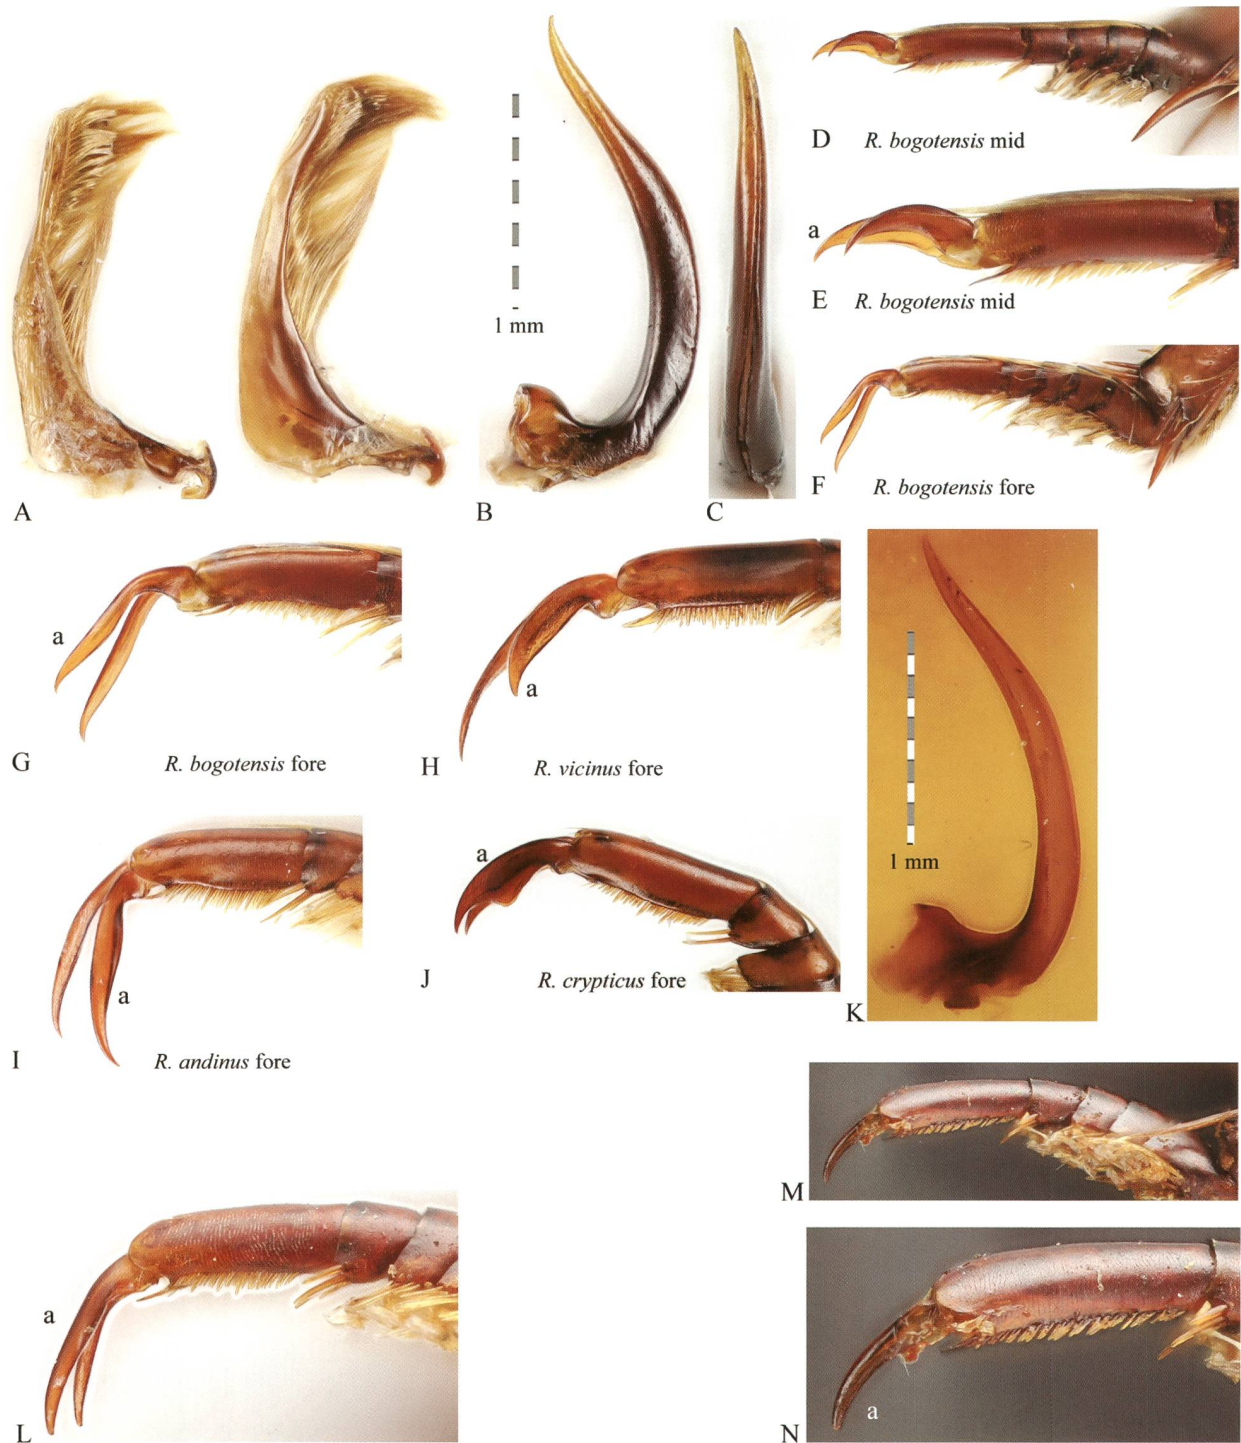 A
B
1 mm
C
D R. bogotensis mid
a
E R. bogotensis mid
F R. bogotensis fore
a
G R. bogotensis fore
a
H R. vicinus fore
a
I R. andinus fore
a
J R. crypticus fore
1 mm
K
a
L
M
a
N